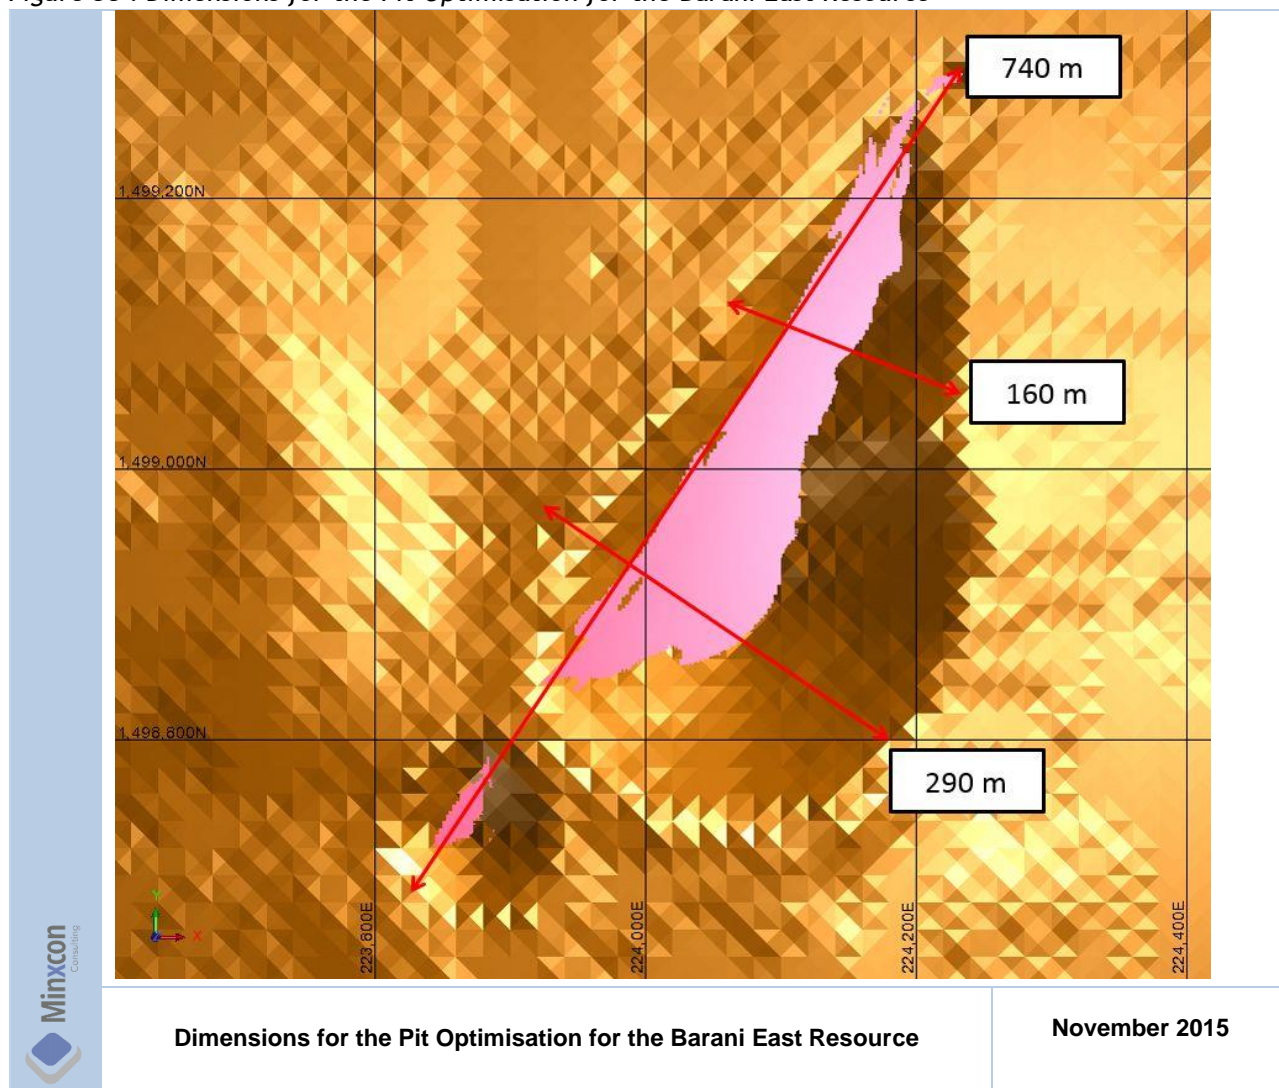 740 m
1,499,200N
160 m
1,499,000N
1,498,800N
290 m
Y
X
223,800E
224,000E
224,200E
224,400E
Minxcon
Consulting
Dimensions for the Pit Optimisation for the Barani East Resource
November 2015